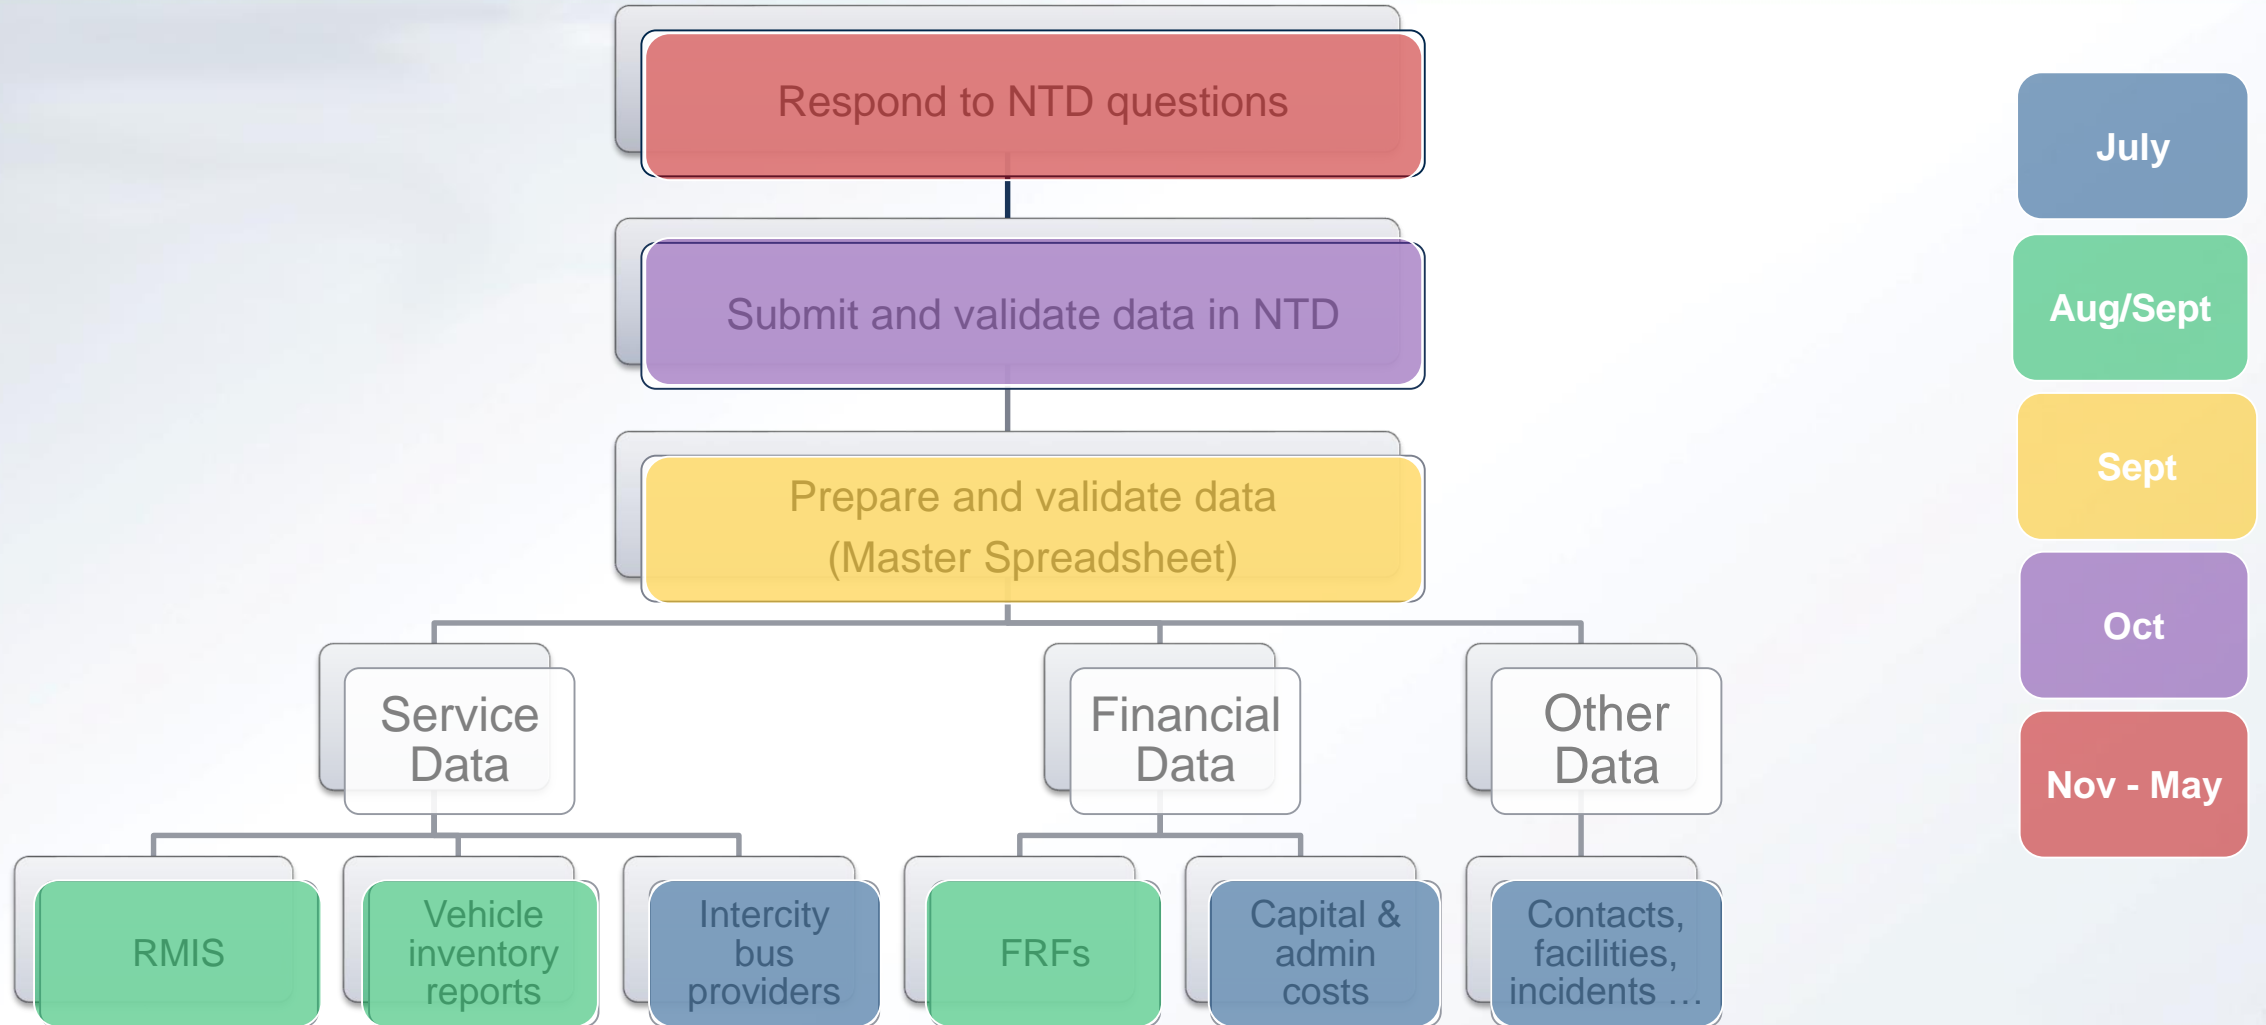 Respond to NTD questions
Submit and validate data in NTD
Prepare and validate data
(Master Spreadsheet)
Service
Data
Financial
Data
Other
Data
RMIS
Vehicle
inventory
reports
Intercity
bus
providers
FRFs
Capital &
admin
costs
Contacts,
facilities,
incidents …
July
Aug/Sept
Sept
Oct
Nov - May